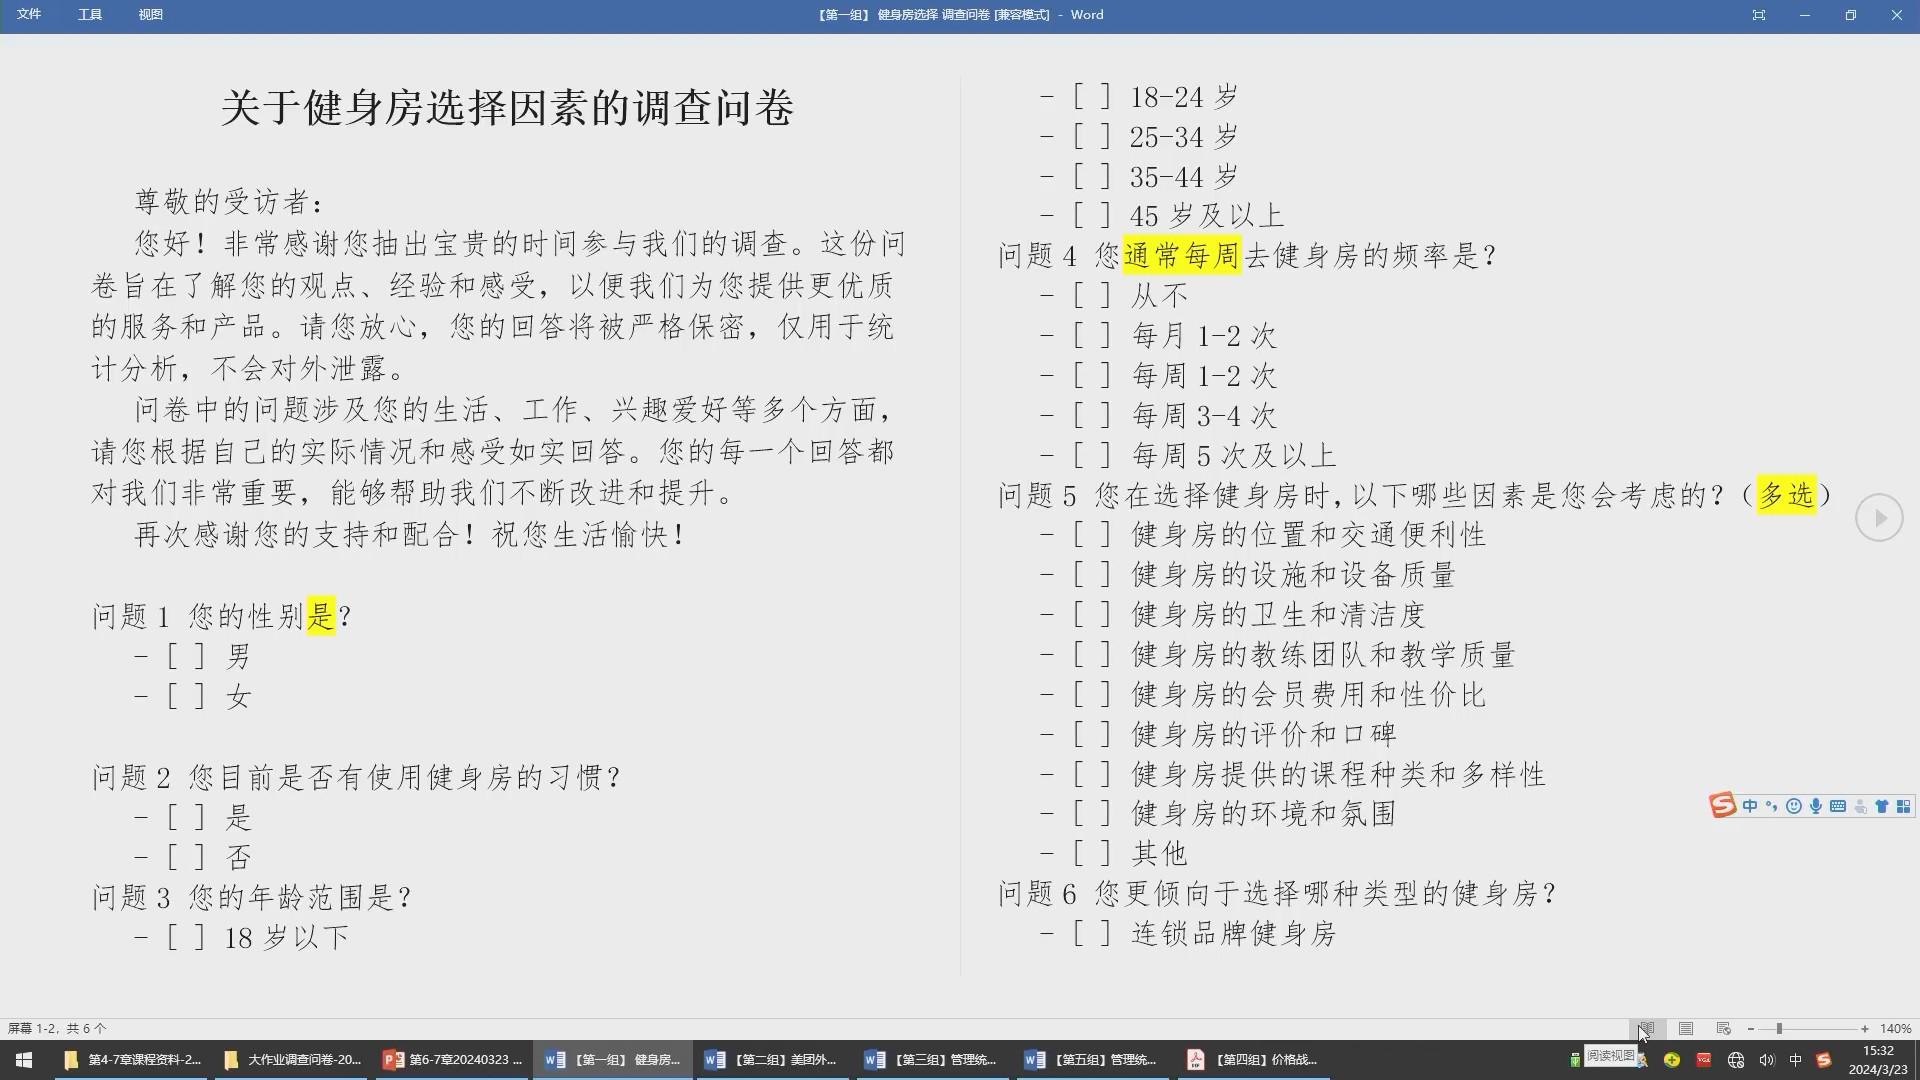 文件 工具 视图
【第一组】 健身房选择 调查问卷 [兼容模式] - Word
关于健身房选择因素的调查问卷
尊敬的受访者：
您好！非常感谢您抽出宝贵的时间参与我们的调查。这份问
卷旨在了解您的观点、经验和感受，以便我们为您提供更优质
的服务和产品。请您放心，您的回答将被严格保密，仅用于统
计分析，不会对外泄露。
问卷中的问题涉及您的生活、工作、兴趣爱好等多个方面，
请您根据自己的实际情况和感受如实回答。您的每一个回答都
对我们非常重要，能够帮助我们不断改进和提升。
再次感谢您的支持和配合！祝您生活愉快！
问题 1 您的性别是？
- [ ] 男
- [ ] 女
问题 2 您目前是否有使用健身房的习惯？
- [ ] 是
- [ ] 否
问题 3 您的年龄范围是？
- [ ] 18 岁以下
- [ ] 18-24 岁
- [ ] 25-34 岁
- [ ] 35-44 岁
- [ ] 45 岁及以上
问题 4 您通常每周去健身房的频率是？
- [ ] 从不
- [ ] 每月 1-2 次
- [ ] 每周 1-2 次
- [ ] 每周 3-4 次
- [ ] 每周 5 次及以上
问题 5 您在选择健身房时，以下哪些因素是您会考虑的？（多选）
- [ ] 健身房的位置和交通便利性
- [ ] 健身房的设施和设备质量
- [ ] 健身房的卫生和清洁度
- [ ] 健身房的教练团队和教学质量
- [ ] 健身房的会员费用和性价比
- [ ] 健身房的评价和口碑
- [ ] 健身房提供的课程种类和多样性
- [ ] 健身房的环境和氛围
- [ ] 其他
问题 6 您更倾向于选择哪种类型的健身房？
- [ ] 连锁品牌健身房
中
屏幕 1-2，共 6 个
140%
阅读视图
第4-7章课程资料-2... 大作业调查问卷-20... 第6-7章20240323 ... 【第一组】 健身房... 【第二组】美团外... 【第三组】管理统... 【第五组】管理统... 【第四组】价格战...
中
15:32
2024/3/23